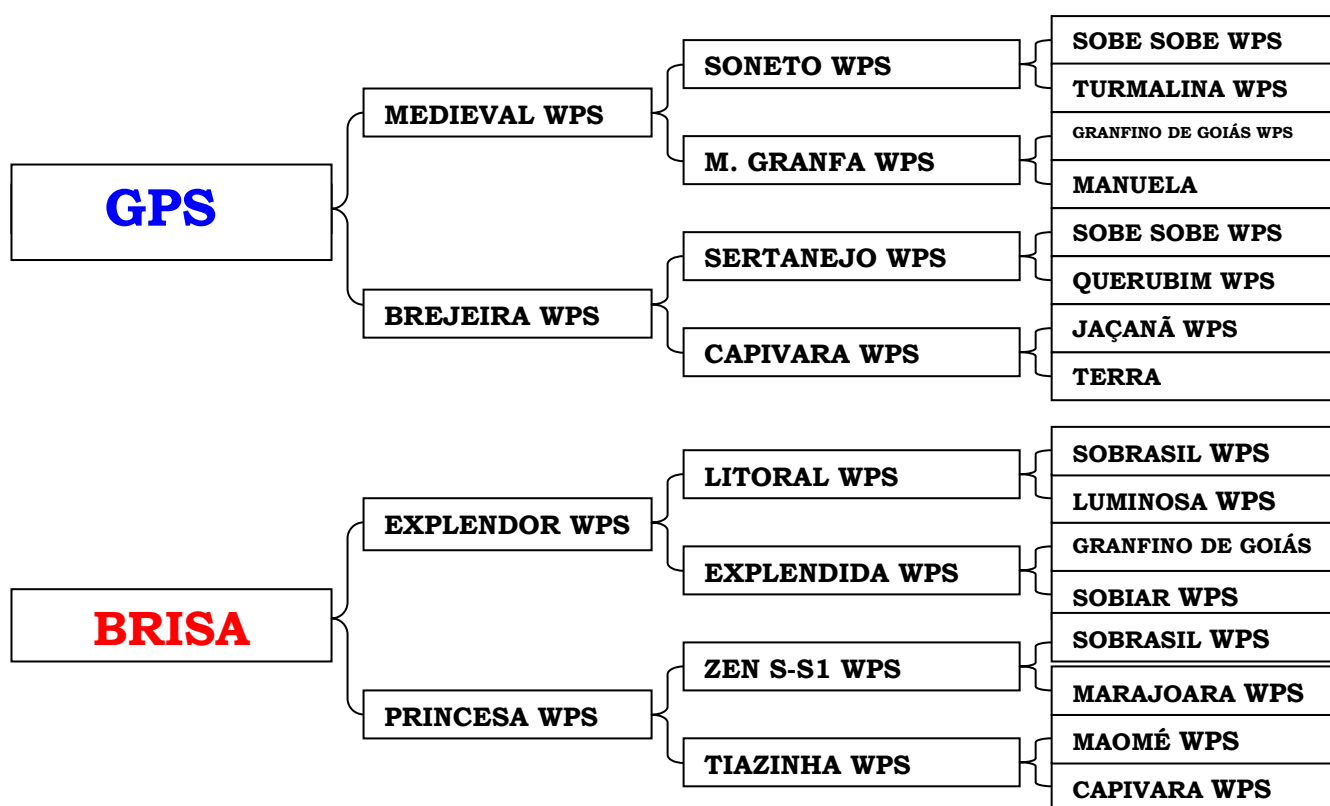 SOBE SOBE WPS
SONETO WPS
TURMALINA WPS
MEDIEVAL WPS
GRANFINO DE GOIÁS WPS
M. GRANFA WPS
MANUELA
GPS
SOBE SOBE WPS
SERTANEJO WPS
QUERUBIM WPS
BREJEIRA WPS
JAÇANÃ WPS
CAPIVARA WPS
TERRA
SOBRASIL WPS
LITORAL WPS
LUMINOSA WPS
EXPLENDOR WPS
GRANFINO DE GOIÁS
EXPLENDIDA WPS
SOBIAR WPS
BRISA
SOBRASIL WPS
ZEN S-S1 WPS
MARAJOARA WPS
PRINCESA WPS
MAOMÉ WPS
TIAZINHA WPS
CAPIVARA WPS